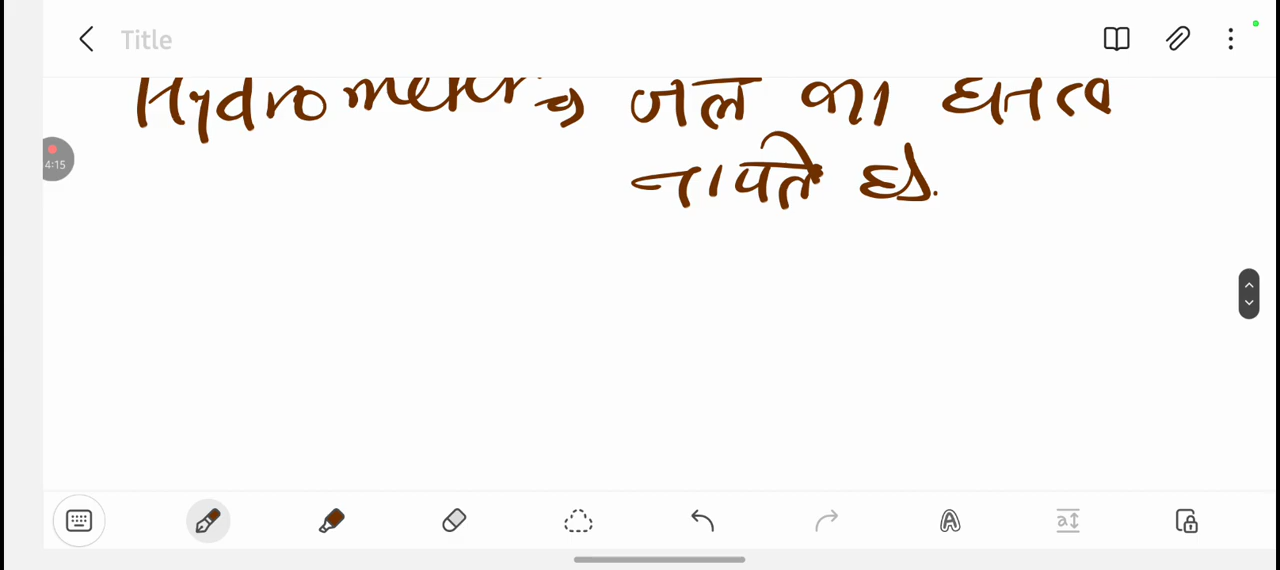 Title
4:15
Hydrometer → जल का घनत्व
नापते है.